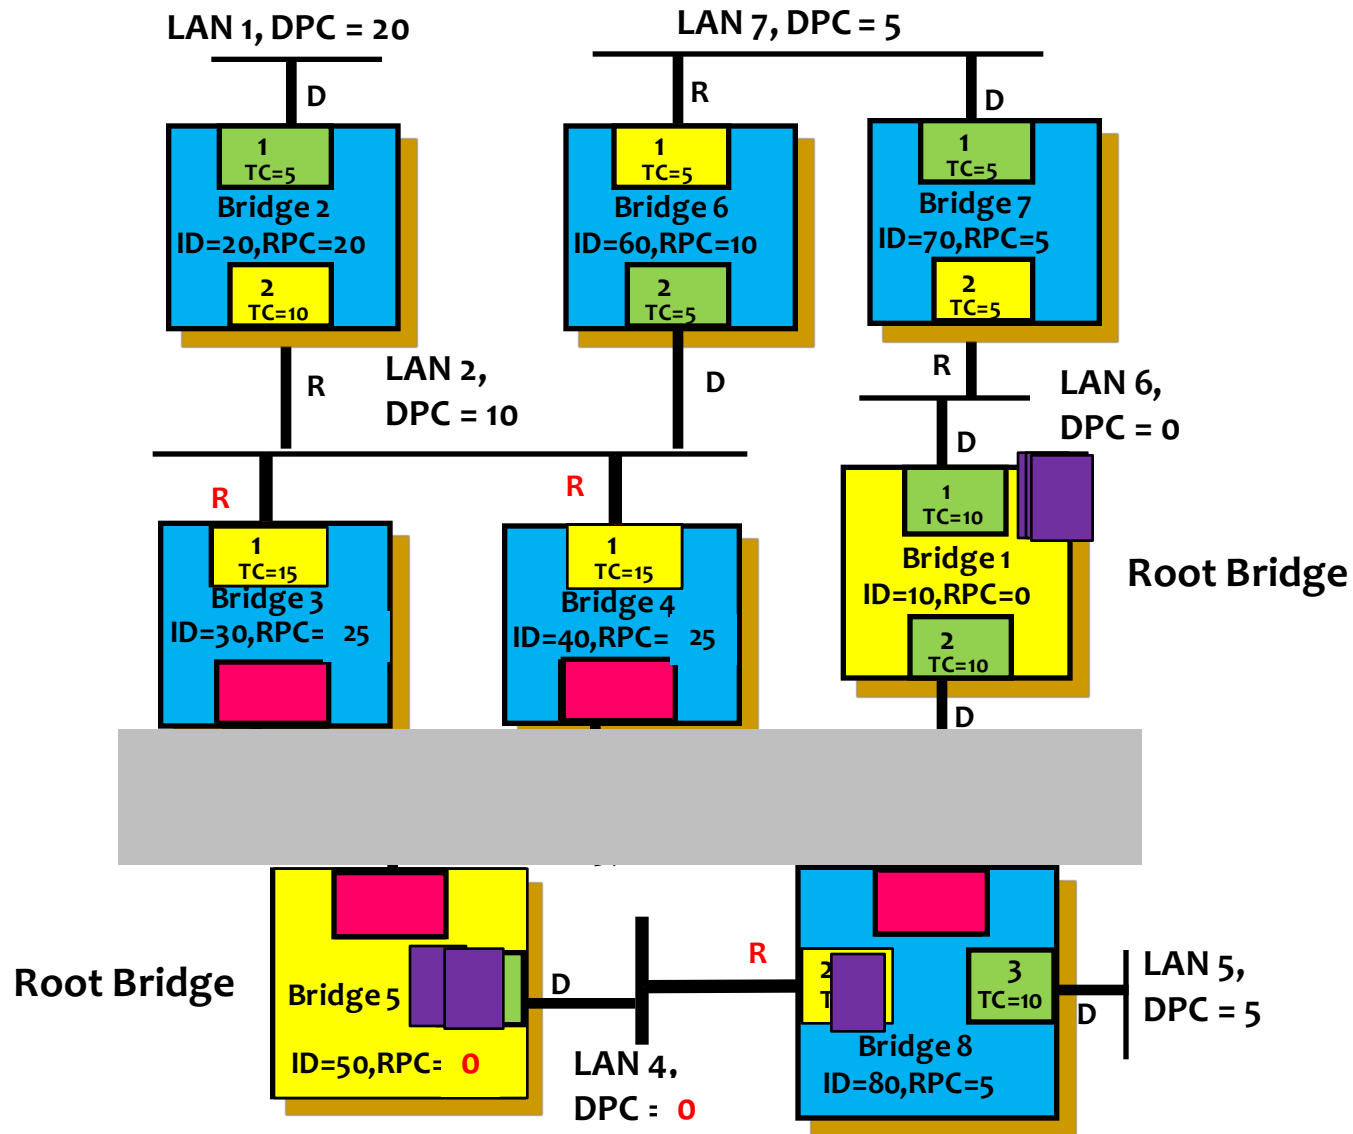 LAN 1, DPC = 20
LAN 7, DPC = 5
D
R
D
1
TC=5
Bridge 2
ID=20,RPC=20
2
TC=10
1
TC=5
Bridge 6
ID=60,RPC=10
2
TC=5
1
TC=5
Bridge 7
ID=70,RPC=5
2
TC=5
R
LAN 2,
DPC = 10
D
R
LAN 6,
DPC = 0
D
R
R
1
TC=15
Bridge 3
ID=30,RPC= 25
1
TC=15
Bridge 4
ID=40,RPC= 25
1
TC=10
Bridge 1
ID=10,RPC=0
2
TC=10
Root Bridge
D
Root Bridge
Bridge 5
ID=50,RPC= 0
D
LAN 4,
DPC = 0
R
2
3
TC=10
Bridge 8
ID=80,RPC=5
D
LAN 5,
DPC = 5